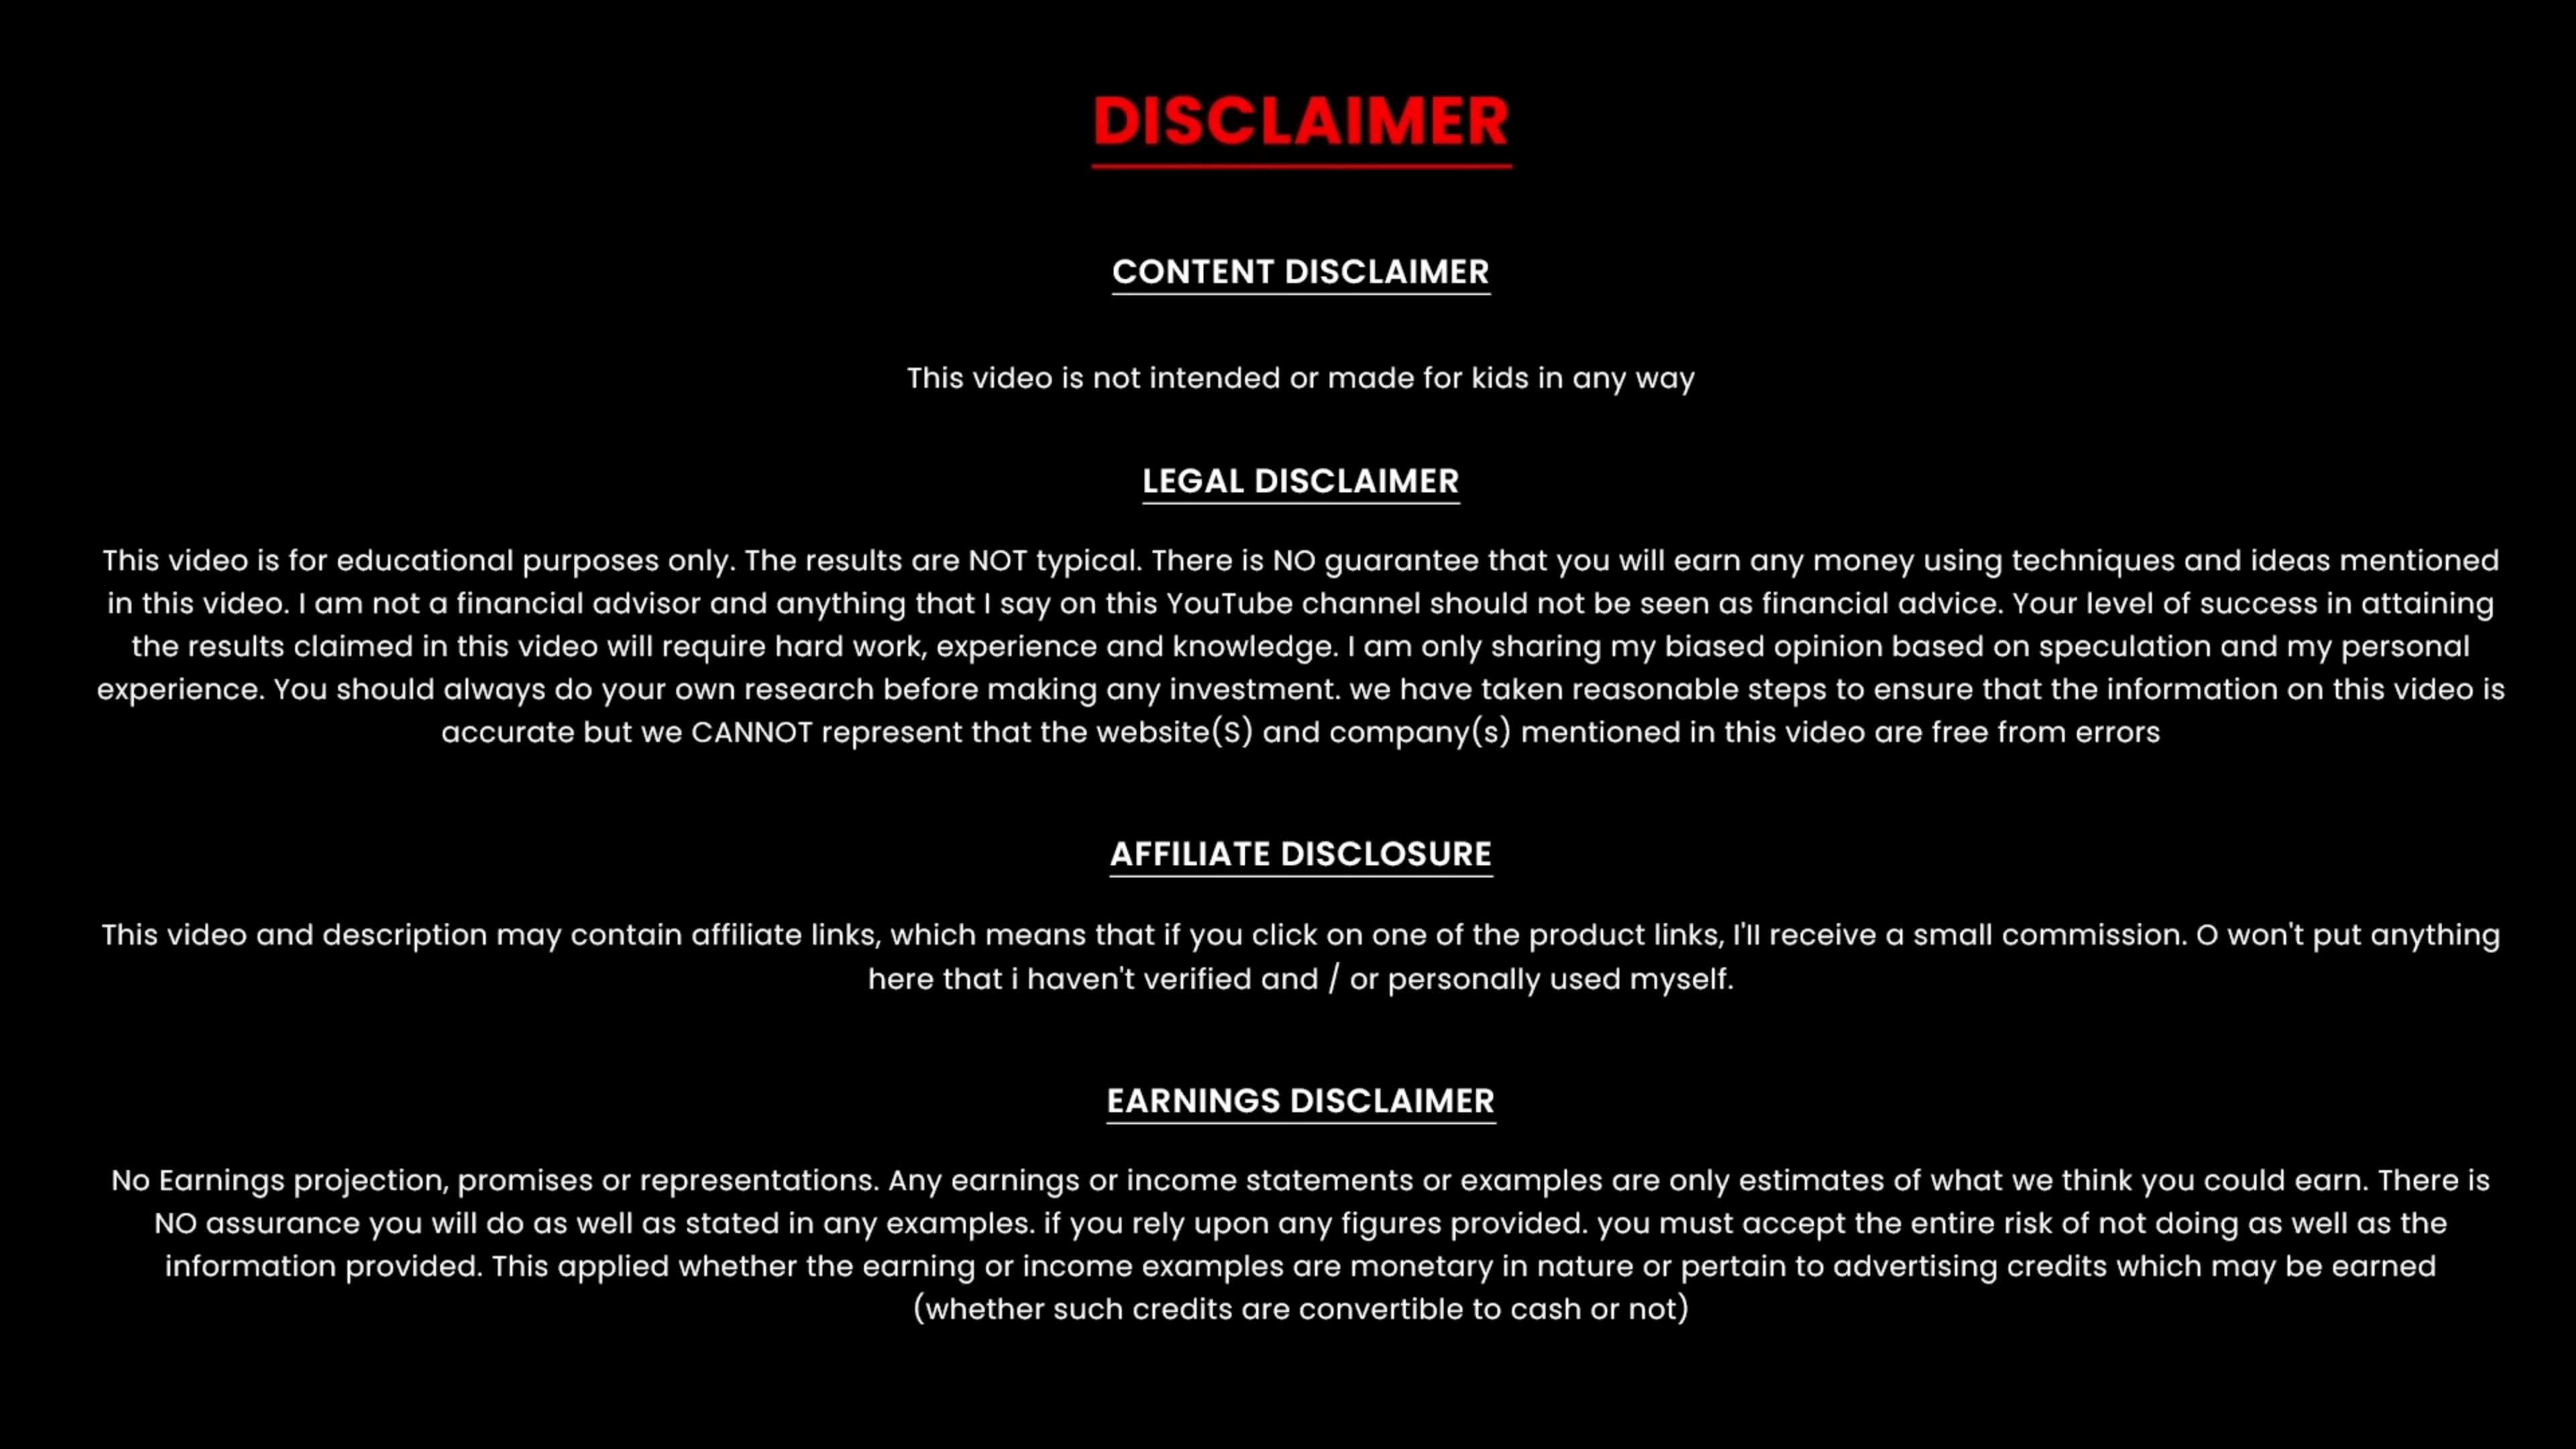 DISCLAIMER
CONTENT DISCLAIMER
This video is not intended or made for kids in any way
LEGAL DISCLAIMER
This video is for educational purposes only. The results are NOT typical. There is NO guarantee that you will earn any money using techniques and ideas mentioned
in this video. I am not a financial advisor and anything that I say on this YouTube channel should not be seen as financial advice. Your level of success in attaining
the results claimed in this video will require hard work, experience and knowledge. I am only sharing my biased opinion based on speculation and my personal
experience. You should always do your own research before making any investment. we have taken reasonable steps to ensure that the information on this video is
accurate but we CANNOT represent that the website(S) and company(s) mentioned in this video are free from errors
AFFILIATE DISCLOSURE
This video and description may contain affiliate links, which means that if you click on one of the product links, I'll receive a small commission. O won't put anything
here that i haven't verified and / or personally used myself.
EARNINGS DISCLAIMER
No Earnings projection, promises or representations. Any earnings or income statements or examples are only estimates of what we think you could earn. There is
NO assurance you will do as well as stated in any examples. if you rely upon any figures provided. you must accept the entire risk of not doing as well as the
information provided. This applied whether the earning or income examples are monetary in nature or pertain to advertising credits which may be earned
(whether such credits are convertible to cash or not)